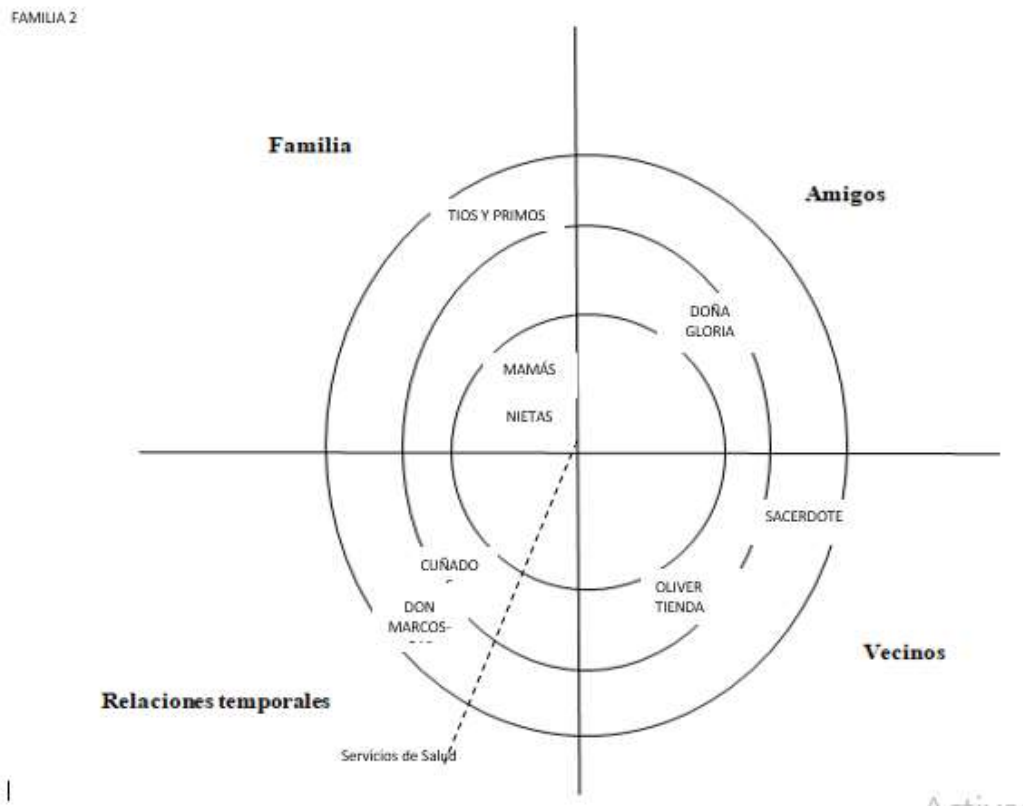 FAMILIA 2
Familia
Amigos
TIOS Y PRIMOS
DOÑA
GLORIA
MAMÁS
NIETAS
SACERDOTE
CUÑADO
OLIVER
TIENDA
DON
MARCOS-
Vecinos
Relaciones temporales
Servicios de Salud